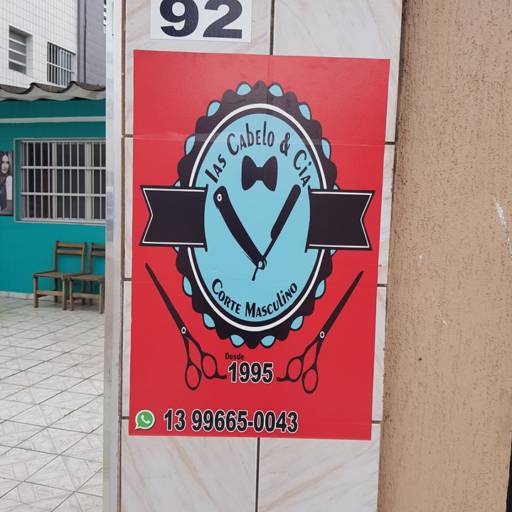 92
Ias Cabelo & Cia
Corte Masculino
Desde
1995
13 99665-0043